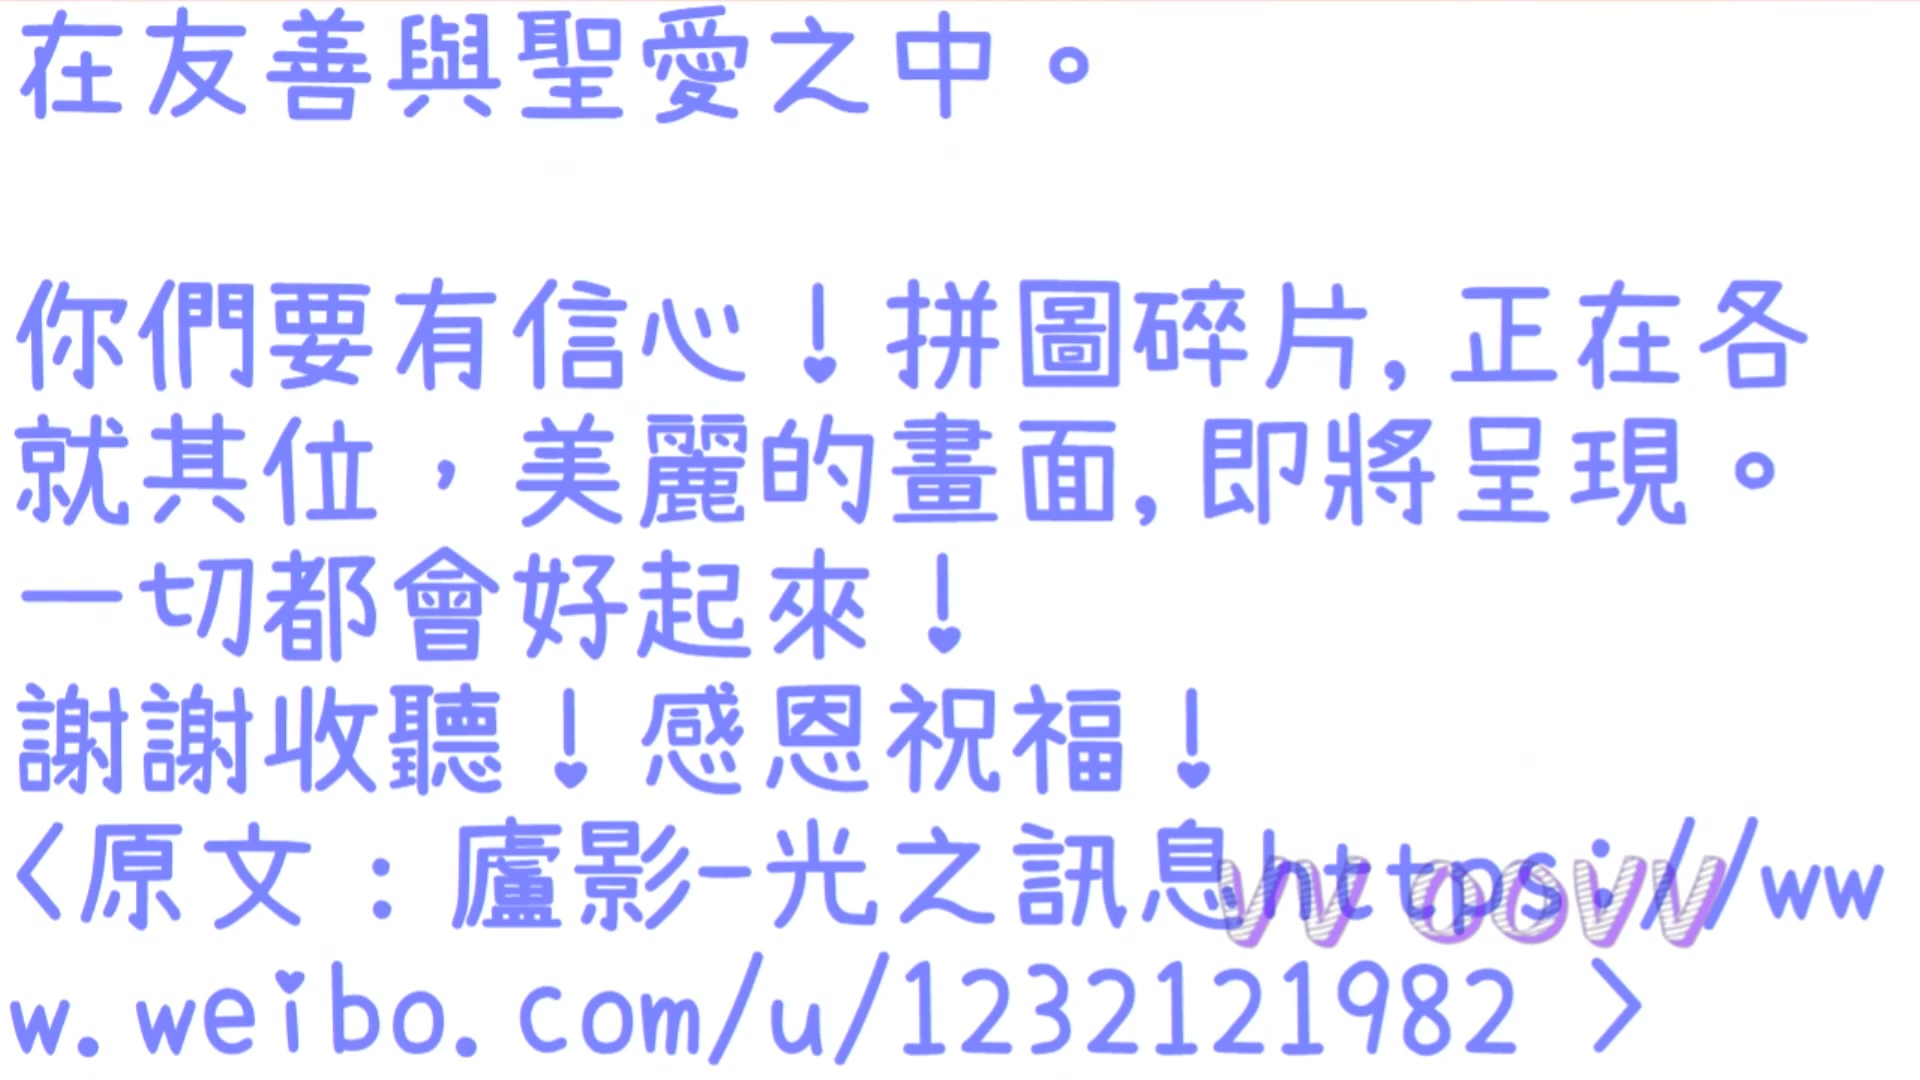 在友善與聖愛之中。
你們要有信心！拼圖碎片,正在各
就其位，美麗的畫面,即將呈現。
一切都會好起來！
謝謝收聽！感恩祝福！
<原文：廬影-光之訊息https://ww
w.weibo.com/u/1232121982 >